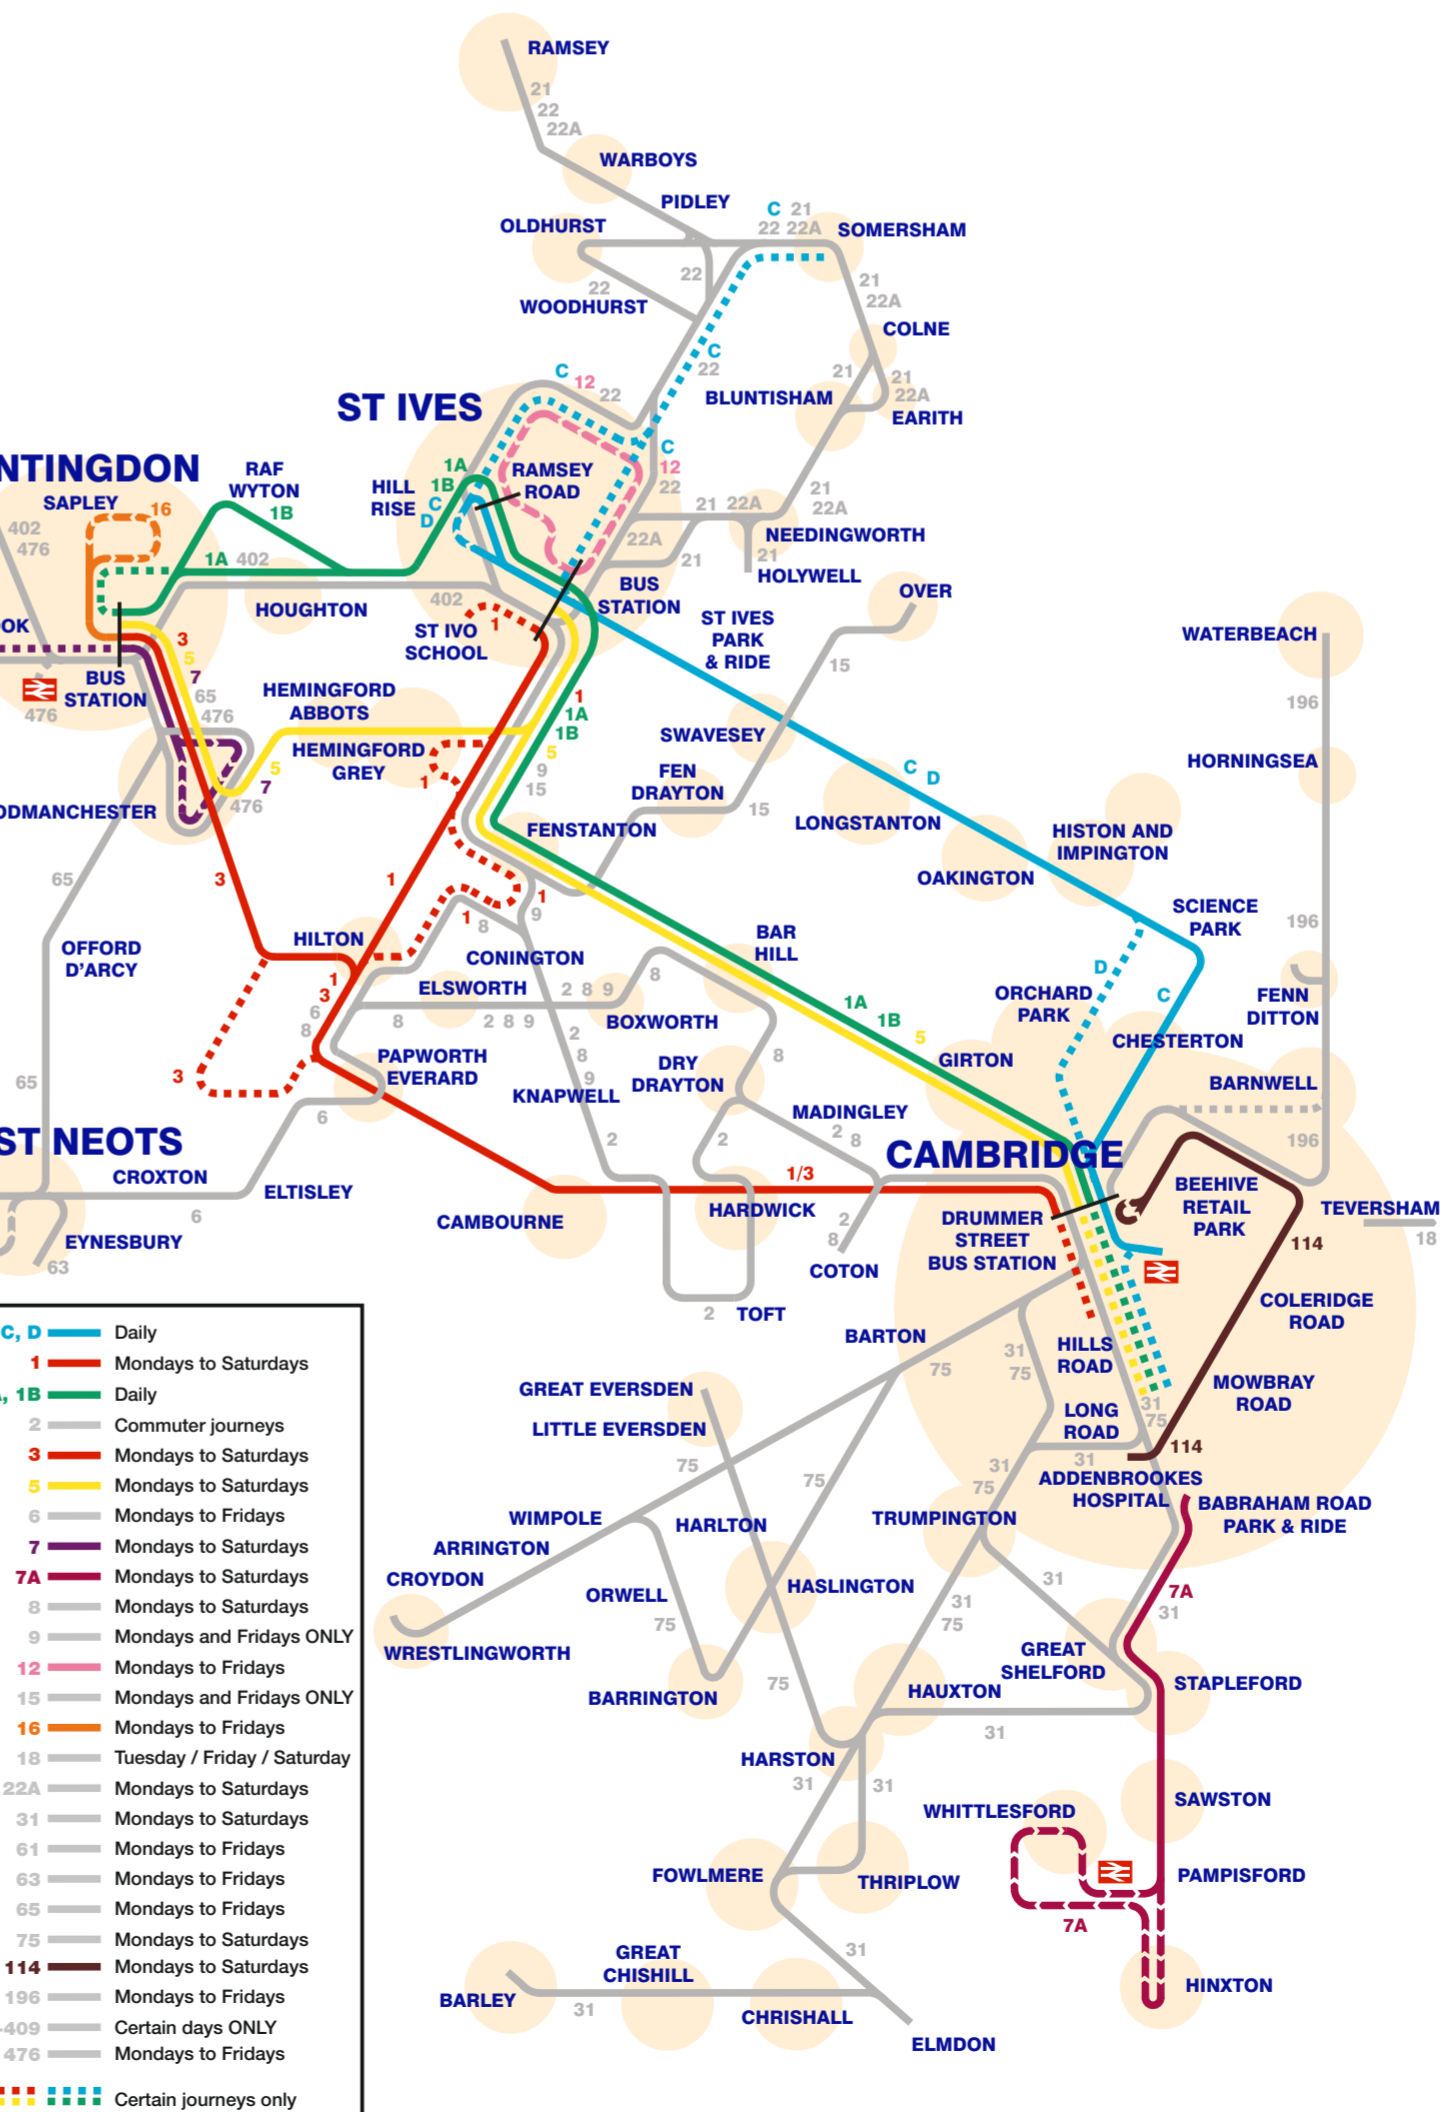 RAMSEY
21
22
22A
WARBOYS
PIDLEY
OLDHURST
C 21
22 22A
SOMERSHAM
22
22
WOODHURST
21
22A
COLNE
C
22
21
21
22A
BLUNTISHAM
EARITH
C 12 22
ST IVES
C
12
22
1A
1B
C
D
HILL
RISE
RAMSEY
ROAD
NTINGDON
SAPLEY
16
402
476
RAF
WYTON
1B
1A 402
21 22A
21
22A
22A
21
21
NEEDINGWORTH
HOLYWELL
HOUGHTON
402
BUS
STATION
OVER
OOK
ST IVO
SCHOOL
1
ST IVES
PARK
& RIDE
15
WATERBEACH
196
3
5
7
65
476
BUS
STATION
476
HEMINGFORD
ABBOTS
HEMINGFORD
GREY
1
1
1A
1B
5
9
15
SWAVESEY
FEN
DRAYTON
15
C D
HORNINGSEA
5
7
476
ODMANCHESTER
FENSTANTON
LONGSTANTON
HISTON AND
IMPINGTON
OAKINGTON
65
3
1
1
1
8
9
SCIENCE
PARK
196
OFFORD
D'ARCY
HILTON
CONINGTON
BAR
HILL
D
C
1
3
6
8
ELSWORTH
2 8 9
8
2 8 9
8
BOXWORTH
2
8
9
ORCHARD
PARK
FENN
DITTON
1A
1B
5
CHESTERTON
PAPWORTH
EVERARD
KNAPWELL
DRY
DRAYTON
8
GIRTON
BARNWELL
65
3
6
MADINGLEY
2
8
2
2
196
ST NEOTS
CAMBRIDGE
CROXTON
ELTISLEY
6
1/3
CAMBOURNE
HARDWICK
2
8
COTON
DRUMMER
STREET
BUS STATION
BEEHIVE
RETAIL
PARK
TEVERSHAM
18
114
EYNESBURY
63
2
TOFT
COLERIDGE
ROAD
BARTON
75
31
75
HILLS
ROAD
MOWBRAY
ROAD
GREAT EVERSDEN
LITTLE EVERSDEN
LONG
ROAD
31
75
31
114
75
75
31
75
ADDENBROOKES
HOSPITAL
BABRAHAM ROAD
PARK & RIDE
WIMPOLE
HARLTON
TRUMPINGTON
ARRINGTON
CROYDON
ORWELL
75
HASLINGTON
31
75
31
7A
31
WRESTLINGWORTH
BARRINGTON
75
GREAT
SHELFORD
STAPLEFORD
HAUXTON
31
HARSTON
31
31
SAWSTON
WHITTLESFORD
FOWLMERE
THRIPLOW
PAMPISFORD
7A
31
GREAT
CHISHILL
BARLEY
31
CHRISHALL
ELMDON
HINXTON
C, D Daily
1 Mondays to Saturdays
, 1B Daily
2 Commuter journeys
3 Mondays to Saturdays
5 Mondays to Saturdays
6 Mondays to Fridays
7 Mondays to Saturdays
7A Mondays to Saturdays
8 Mondays to Saturdays
9 Mondays and Fridays ONLY
12 Mondays to Fridays
15 Mondays and Fridays ONLY
16 Mondays to Fridays
18 Tuesday / Friday / Saturday
22A Mondays to Saturdays
31 Mondays to Saturdays
61 Mondays to Fridays
63 Mondays to Fridays
65 Mondays to Fridays
75 Mondays to Saturdays
114 Mondays to Saturdays
196 Mondays to Fridays
-409 Certain days ONLY
476 Mondays to Fridays
Certain journeys only